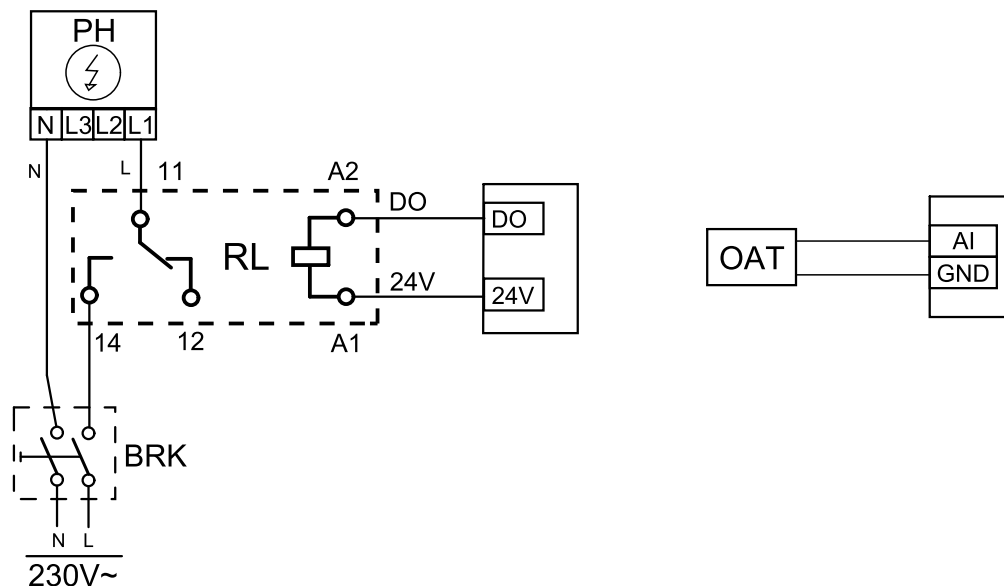 PH
N L3 L2 L1
N
L
11
A2
DO
DO
RL
24V
24V
14
12
A1
OAT
AI
GND
BRK
N L
230V~